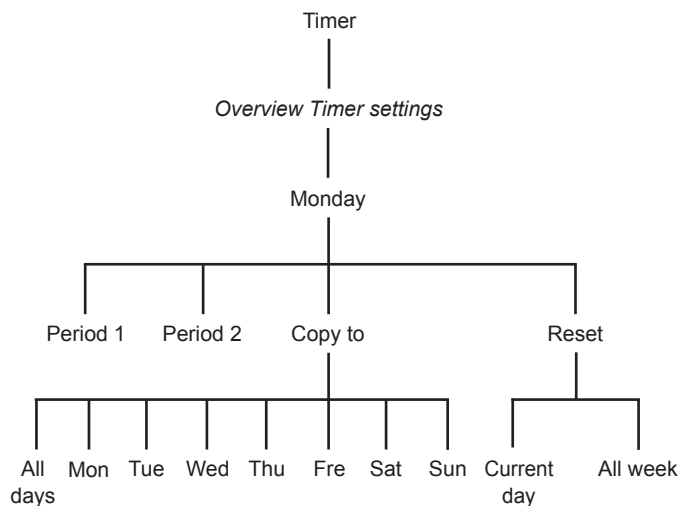 Timer
Overview Timer settings
Monday
Period 1 Period 2 Copy to Reset
All days Mon Tue Wed Thu Fre Sat Sun Current day All week